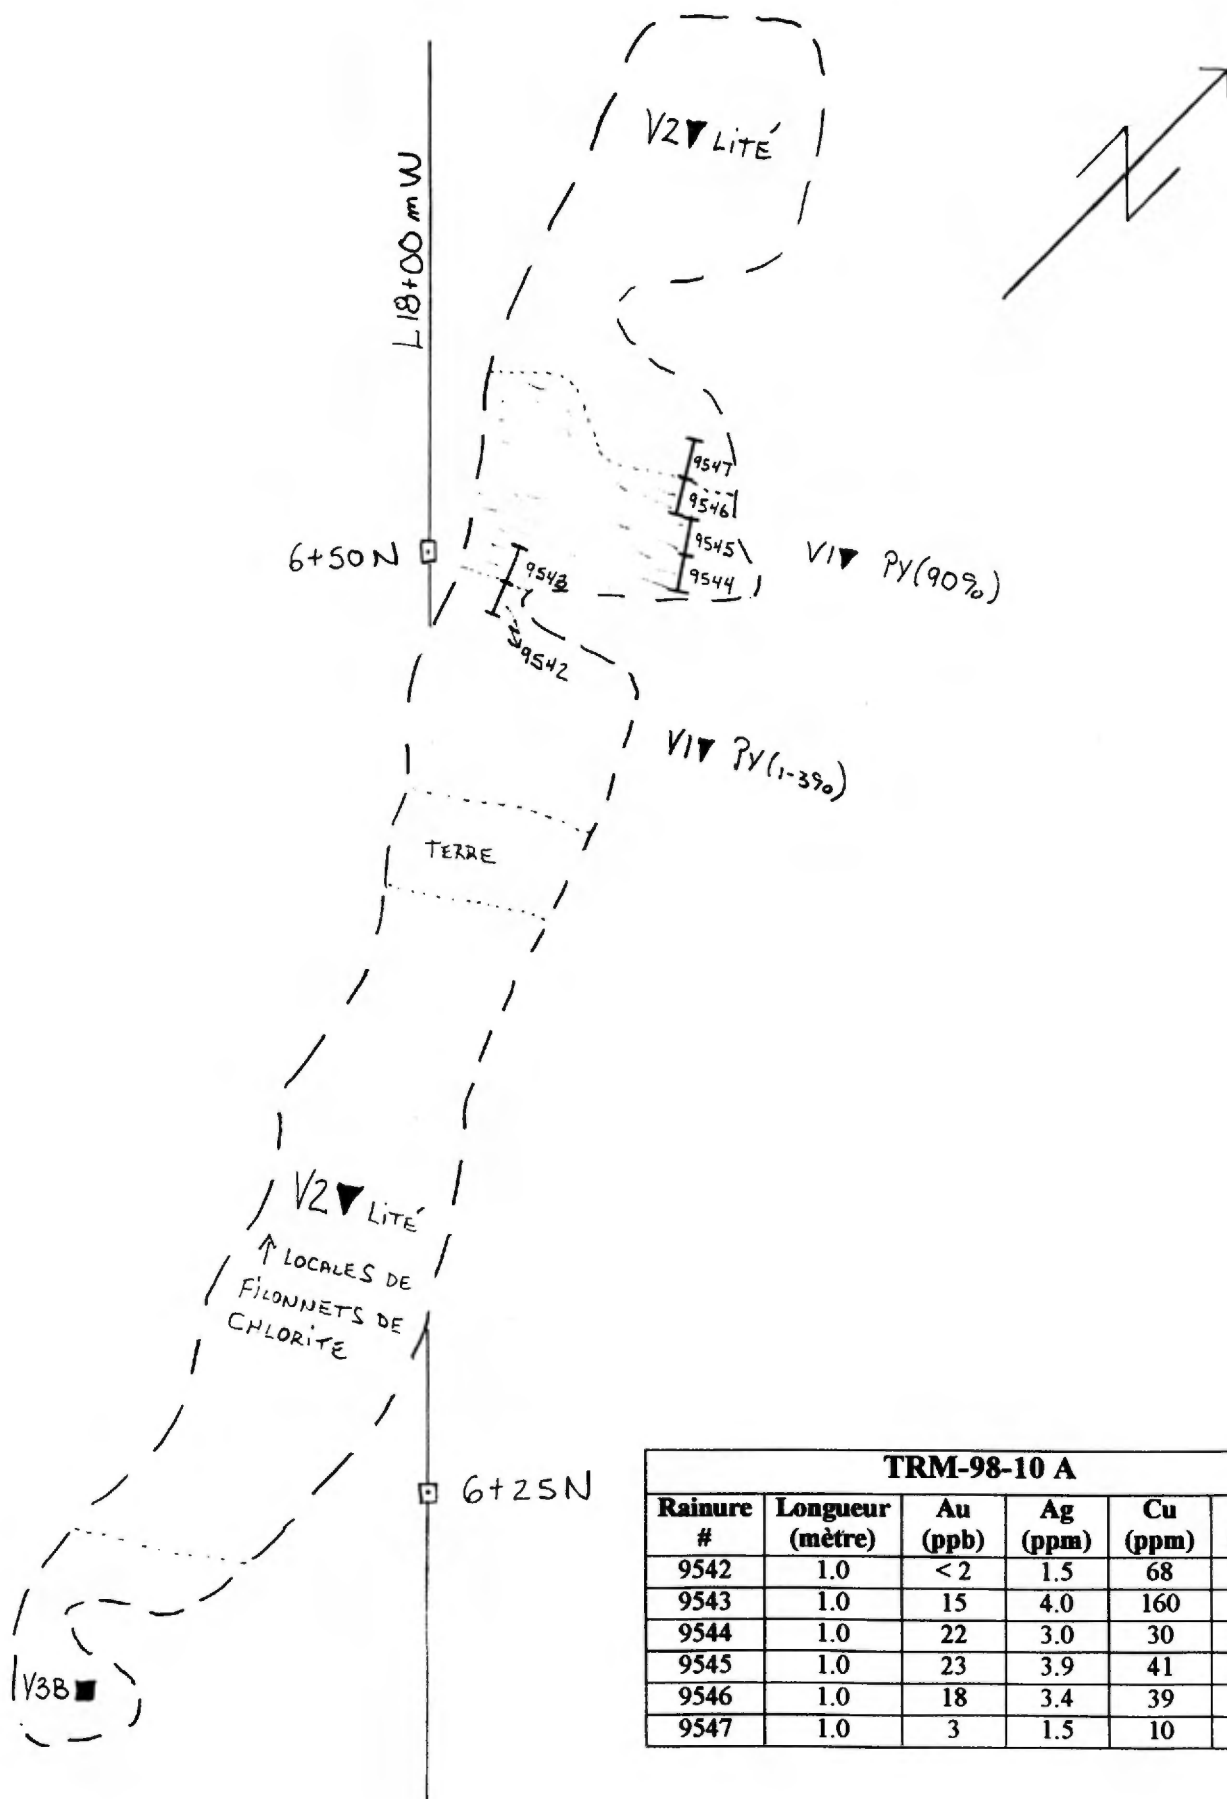 V2▼ LITÉ
L18+00 mW
9547
9546
9545
9544
V1▼ PY(90%)
6+50N
9543
9542
V1▼ PY(1-3%)
TERRE
V2▼ LITÉ
↑ LOCALES DE
FILONNETS DE
CHLORITE
6+25N
V3B■
TRM-98-10 A
Rainure # | Longueur (mètre) | Au (ppb) | Ag (ppm) | Cu (ppm)
9542 | 1.0 | < 2 | 1.5 | 68
9543 | 1.0 | 15 | 4.0 | 160
9544 | 1.0 | 22 | 3.0 | 30
9545 | 1.0 | 23 | 3.9 | 41
9546 | 1.0 | 18 | 3.4 | 39
9547 | 1.0 | 3 | 1.5 | 10